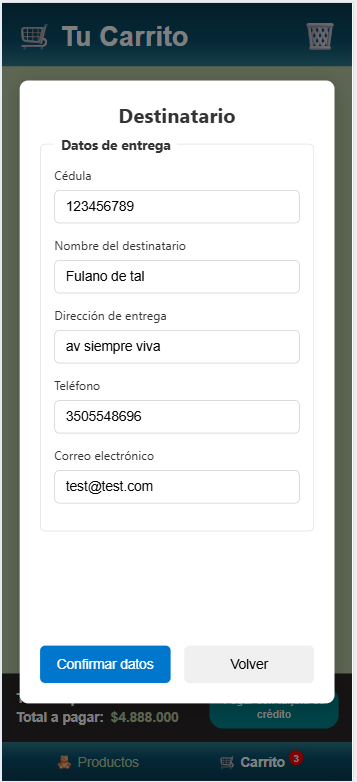 Tu Carrito
Destinatario
Datos de entrega
Cédula
123456789
Nombre del destinatario
Fulano de tal
Dirección de entrega
av siempre viva
Teléfono
3505548696
Correo electrónico
test@test.com
Confirmar datos
Volver
Total a pagar: $4.888.000
crédito
Productos
Carrito 3